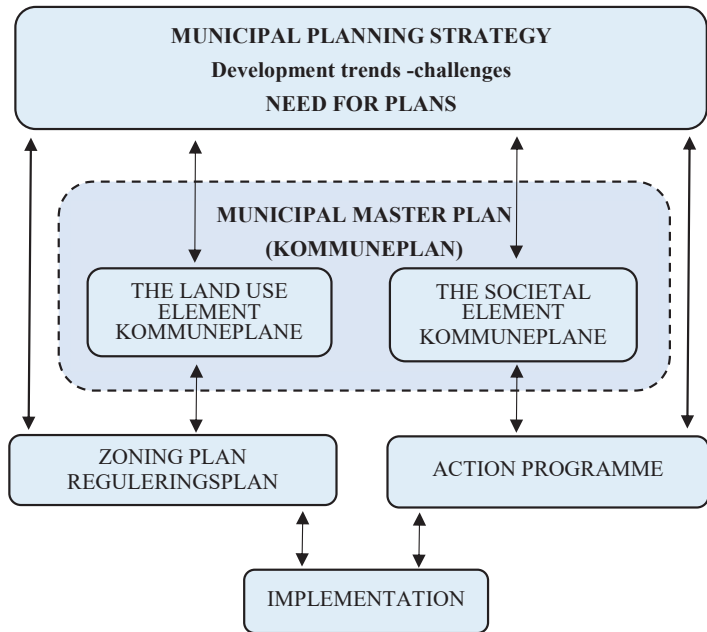 MUNICIPAL PLANNING STRATEGY
Development trends -challenges
NEED FOR PLANS
MUNICIPAL MASTER PLAN
(KOMMUNEPLAN)
THE LAND USE
ELEMENT
KOMMUNEPLANE
THE SOCIETAL
ELEMENT
KOMMUNEPLANE
ZONING PLAN
REGULERINGSPLAN
ACTION PROGRAMME
IMPLEMENTATION